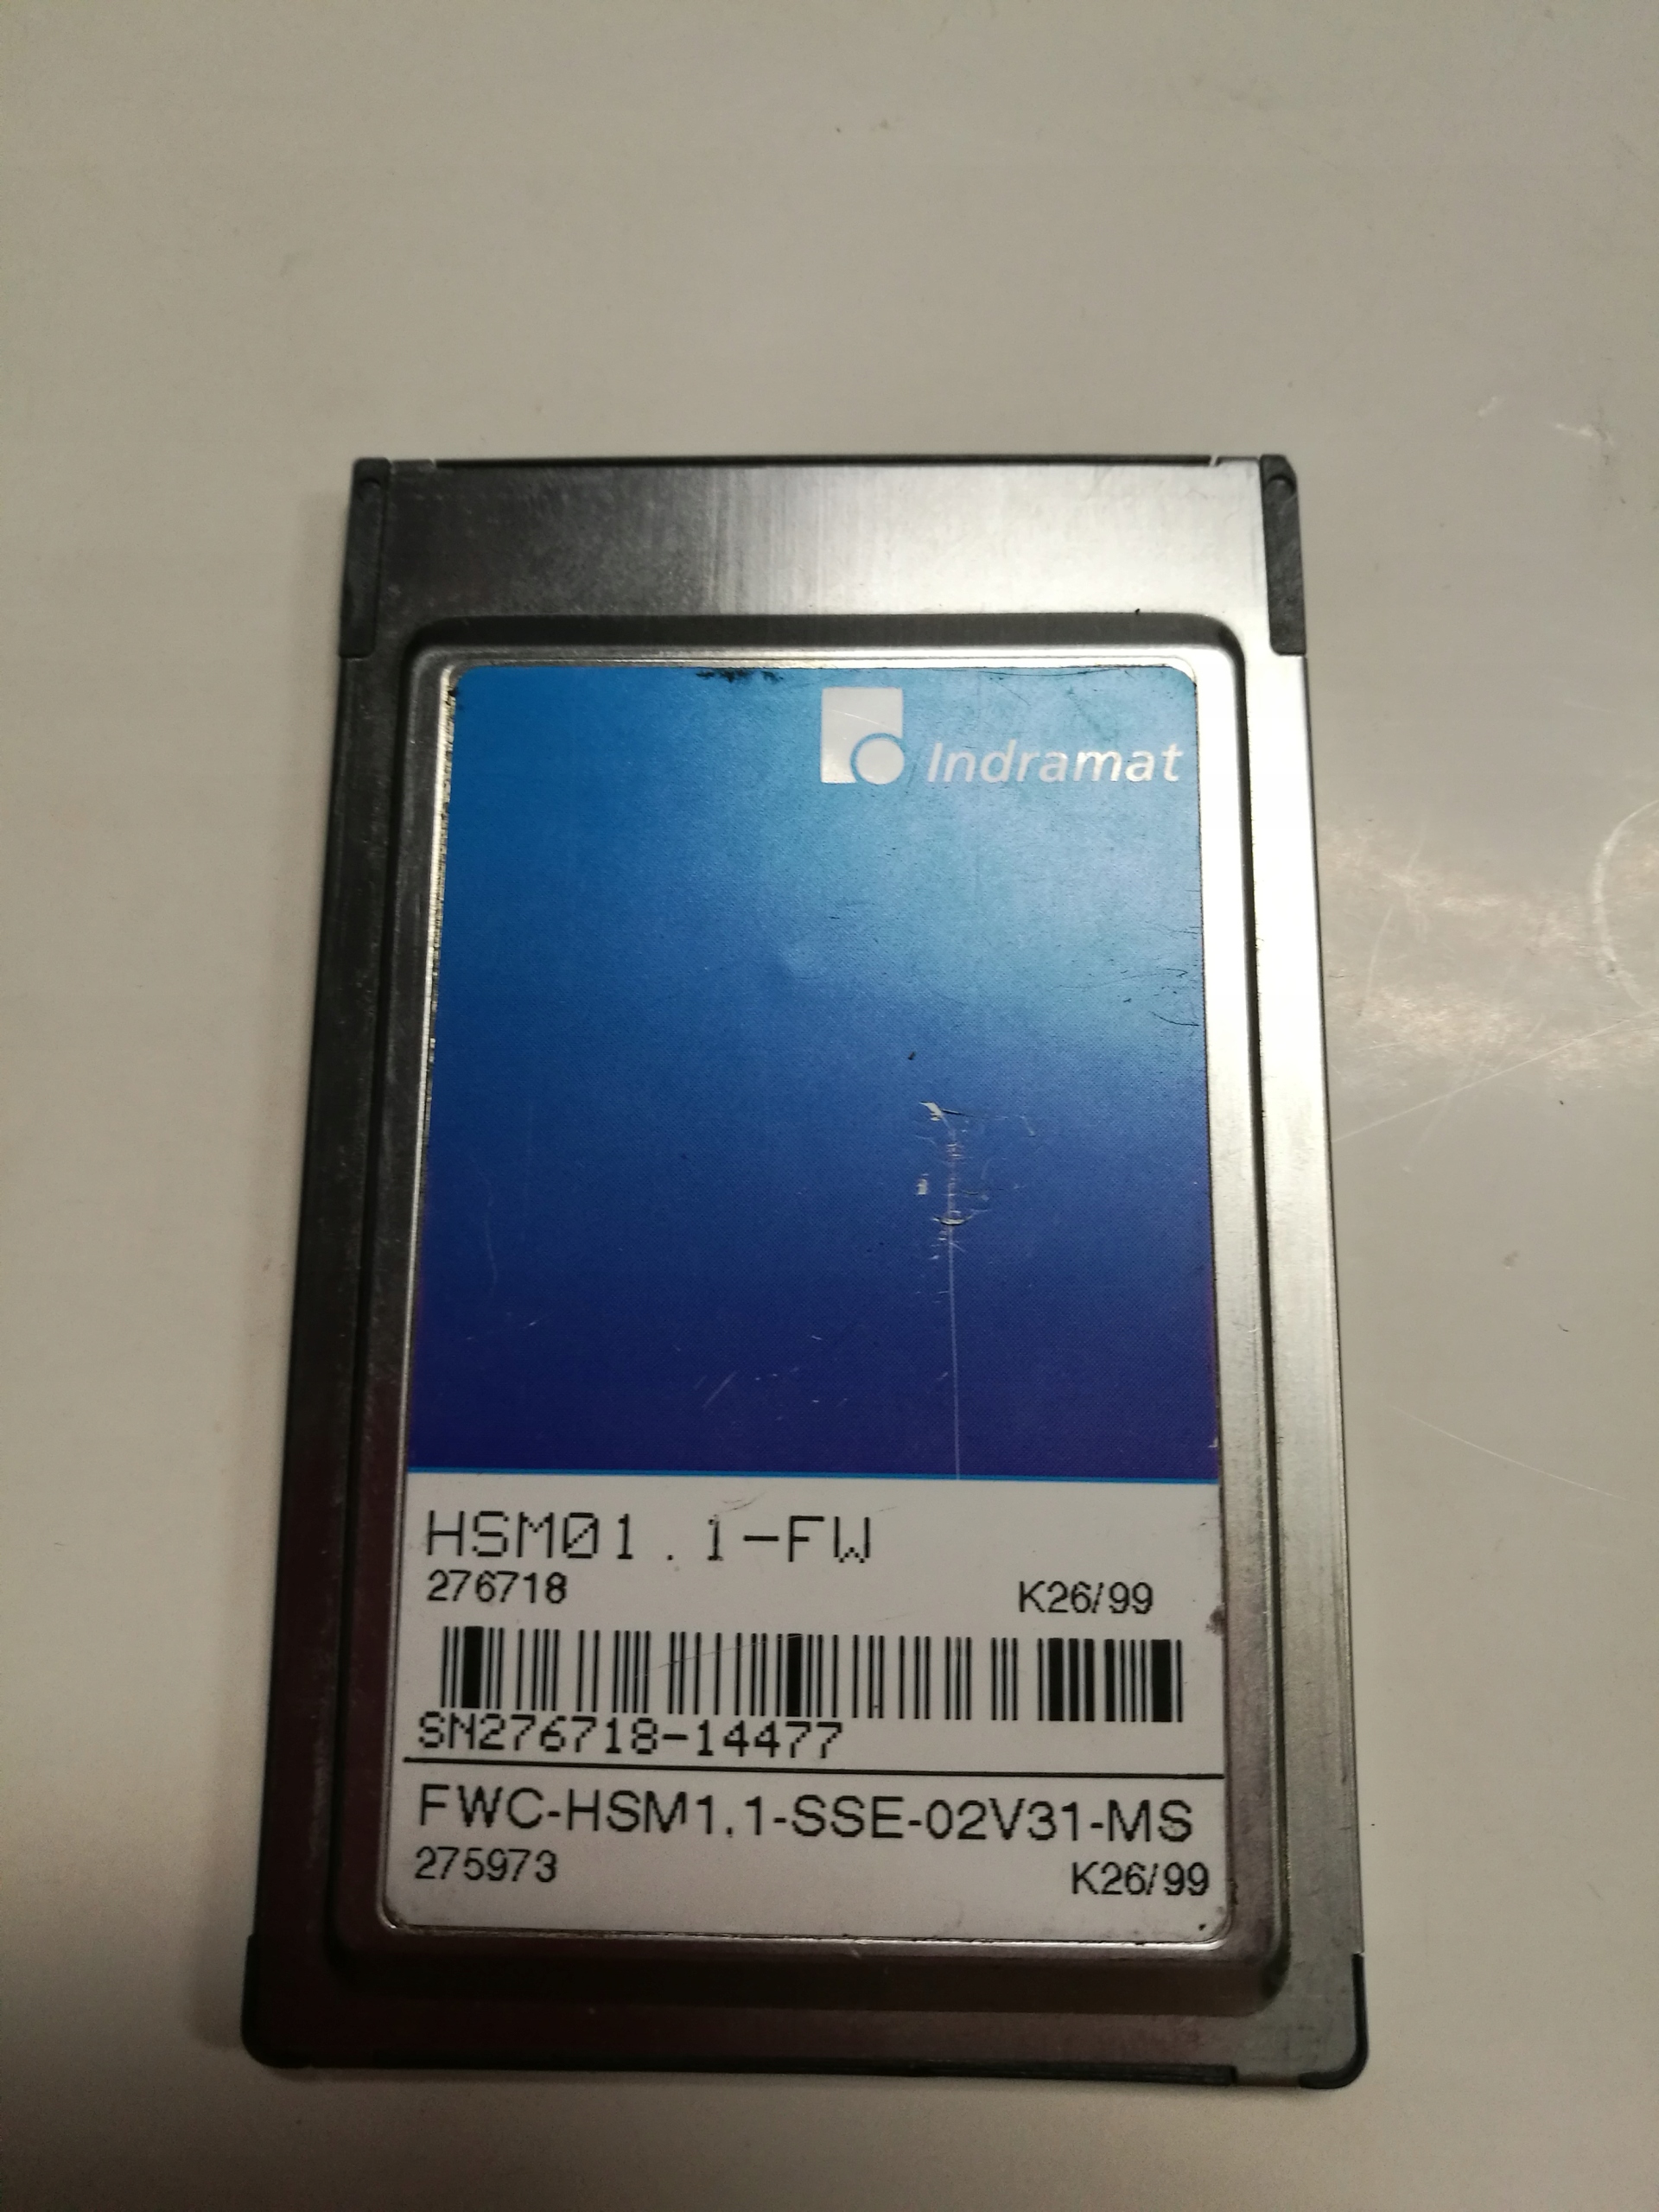 Indramat
HSM01.1-FW
276718 K26/99
SN276718-14477
FWC-HSM1.1-SSE-02V31-MS
275973 K26/99